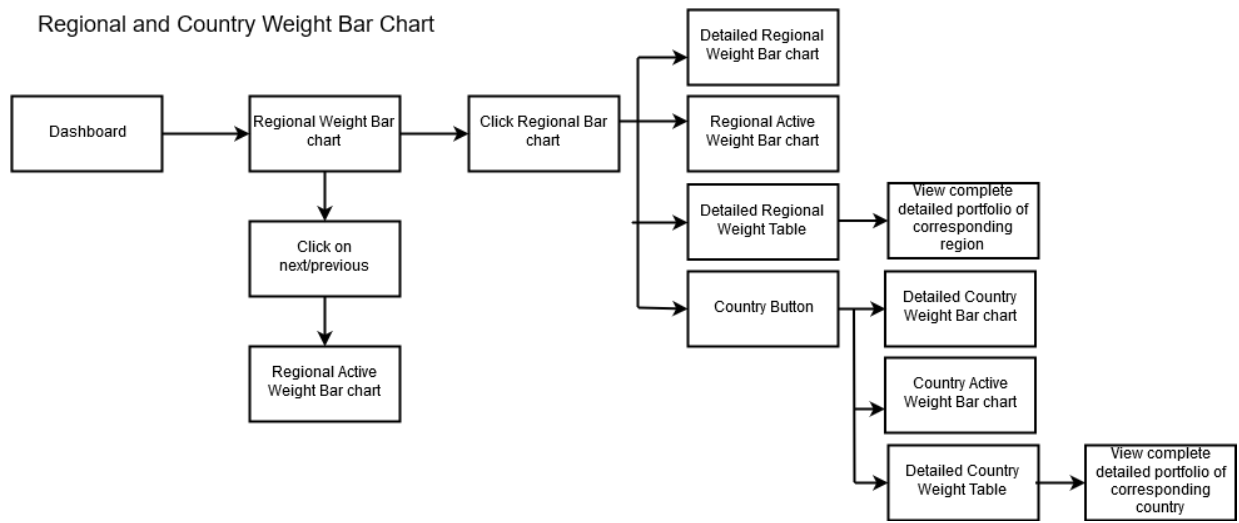 Regional and Country Weight Bar Chart
Dashboard
Regional Weight Bar
chart
Click Regional Bar
chart
Detailed Regional
Weight Bar chart
Regional Active
Weight Bar chart
Detailed Regional
Weight Table
View complete
detailed portfolio of
corresponding
region
Click on
next/previous
Country Button
Detailed Country
Weight Bar chart
Regional Active
Weight Bar chart
Country Active
Weight Bar chart
Detailed Country
Weight Table
View complete
detailed portfolio of
corresponding
country